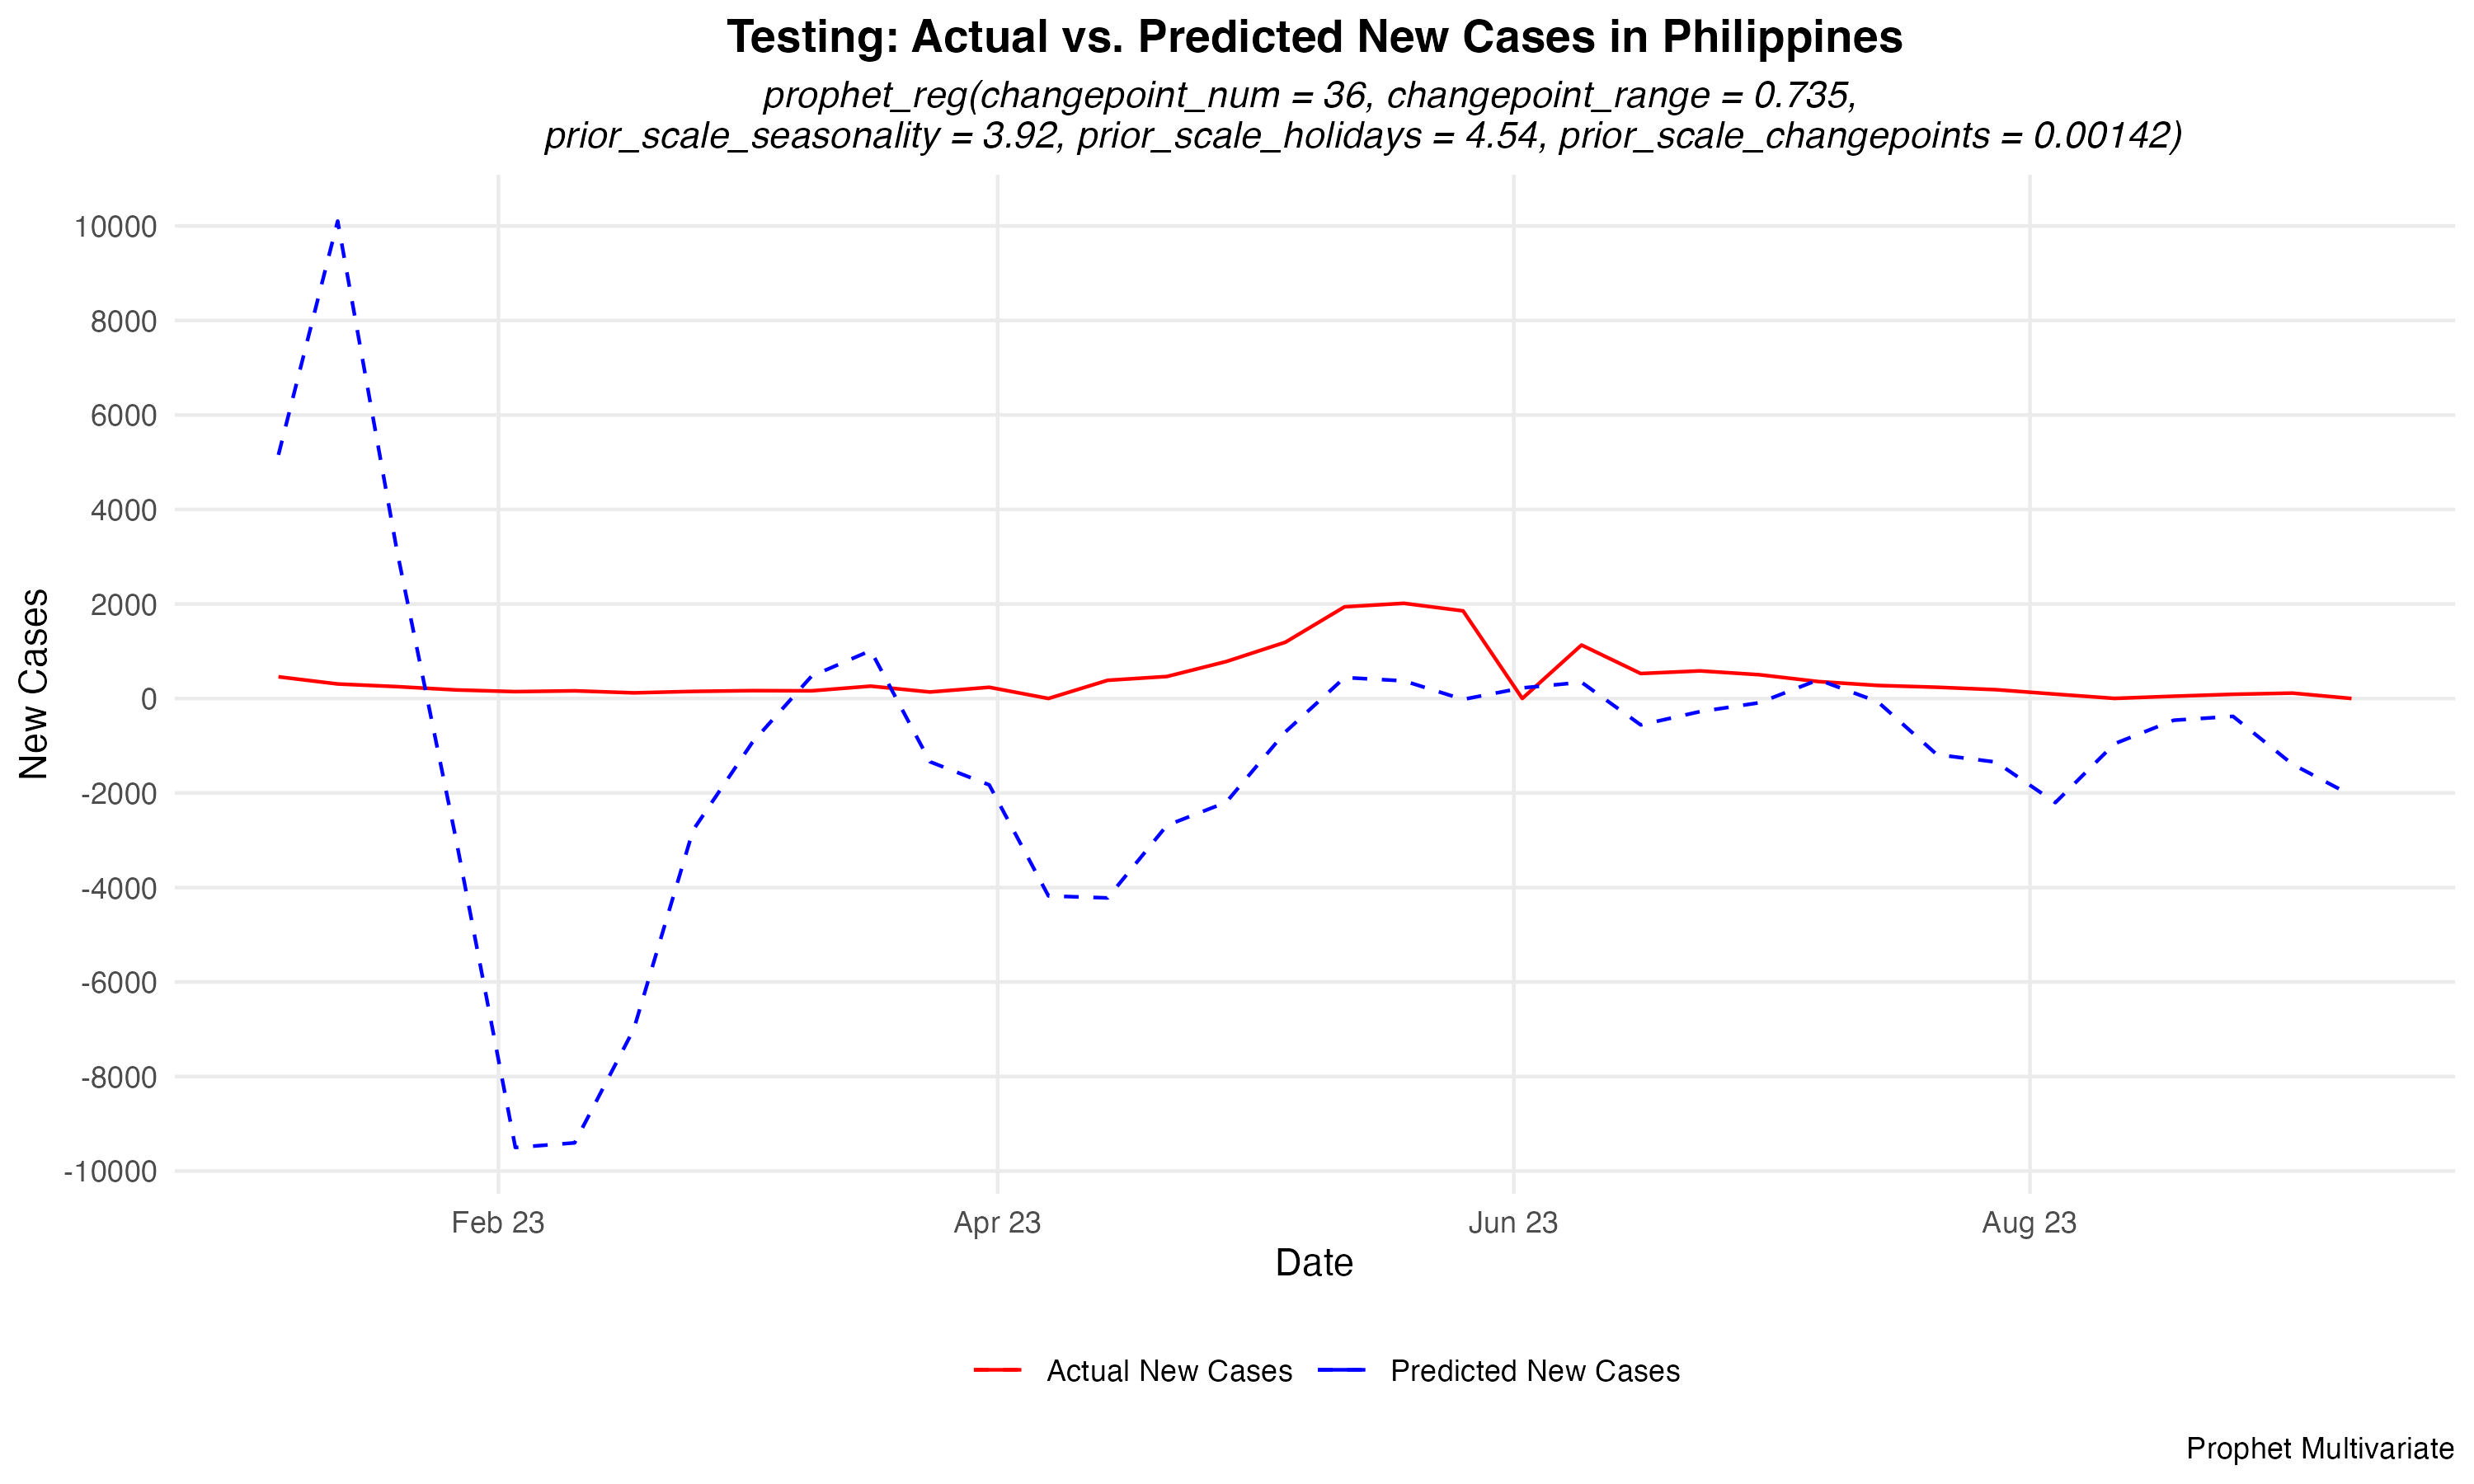 Testing: Actual vs. Predicted New Cases in Philippines
prophet_reg(changepoint_num = 36, changepoint_range = 0.735,
prior_scale_seasonality = 3.92, prior_scale_holidays = 4.54, prior_scale_changepoints = 0.00142)
New Cases
10000
8000
6000
4000
2000
0
-2000
-4000
-6000
-8000
-10000
Feb 23 Apr 23 Jun 23 Aug 23
Date
Actual New Cases Predicted New Cases
Prophet Multivariate